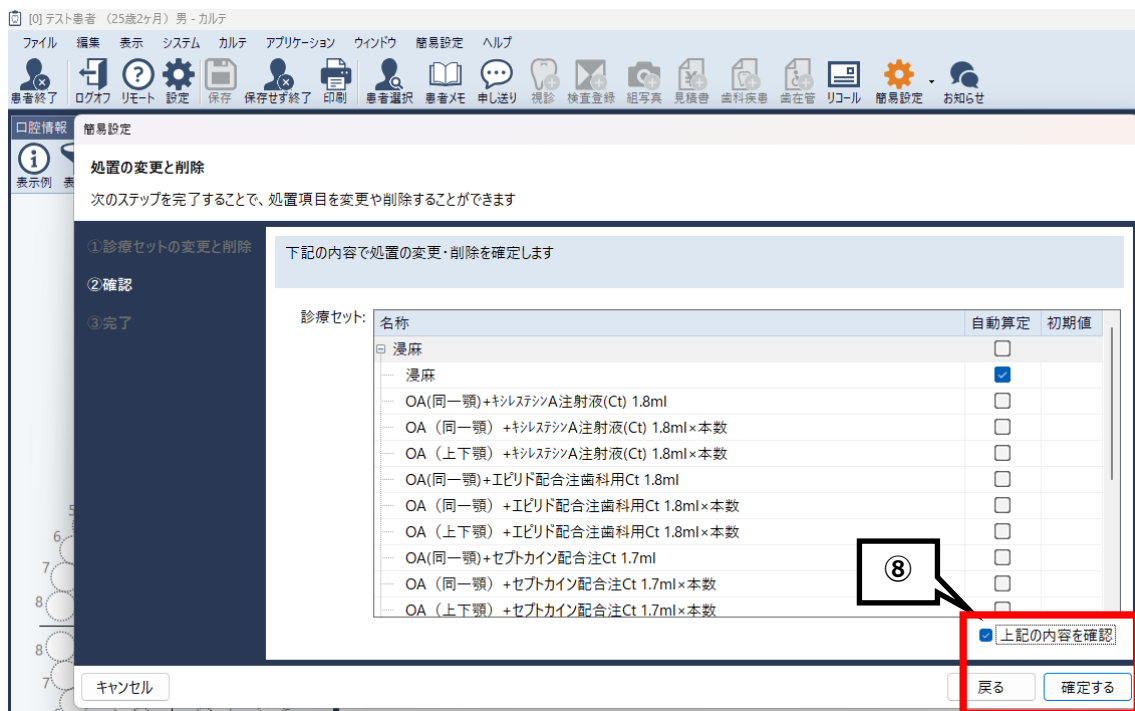 [0] テスト患者 （25歳2ヶ月）男 - カルテ
ファイル 編集 表示 システム カルテ アプリケーション ウィンドウ 簡易設定 ヘルプ
患者終了 ログオフ リモート 設定 保存 保存せず終了 印刷 患者選択 患者メモ 申し送り 視診 検査登録 組写真 見積書 歯科疾患 歯在管 リコール 簡易設定 お知らせ
口腔情報
表示例
簡易設定
処置の変更と削除
次のステップを完了することで、処置項目を変更や削除することができます
①診療セットの変更と削除
②確認
③完了
下記の内容で処置の変更・削除を確定します
診療セット:
名称 自動算定 初期値
浸麻
浸麻
OA(同一顎)+ｷｼﾚｽﾃｼﾝA注射液(Ct) 1.8ml
OA（同一顎）+ｷｼﾚｽﾃｼﾝA注射液(Ct) 1.8ml×本数
OA（上下顎）+ｷｼﾚｽﾃｼﾝA注射液(Ct) 1.8ml×本数
OA(同一顎)+エピリド配合注歯科用Ct 1.8ml
OA（同一顎）+エピリド配合注歯科用Ct 1.8ml×本数
OA（上下顎）+エピリド配合注歯科用Ct 1.8ml×本数
OA(同一顎)+セプトカイン配合注Ct 1.7ml
OA（同一顎）+セプトカイン配合注Ct 1.7ml×本数
OA（上下顎）+セプトカイン配合注Ct 1.7ml×本数
⑧
上記の内容を確認
キャンセル 戻る 確定する
5
6
7
8
8
7